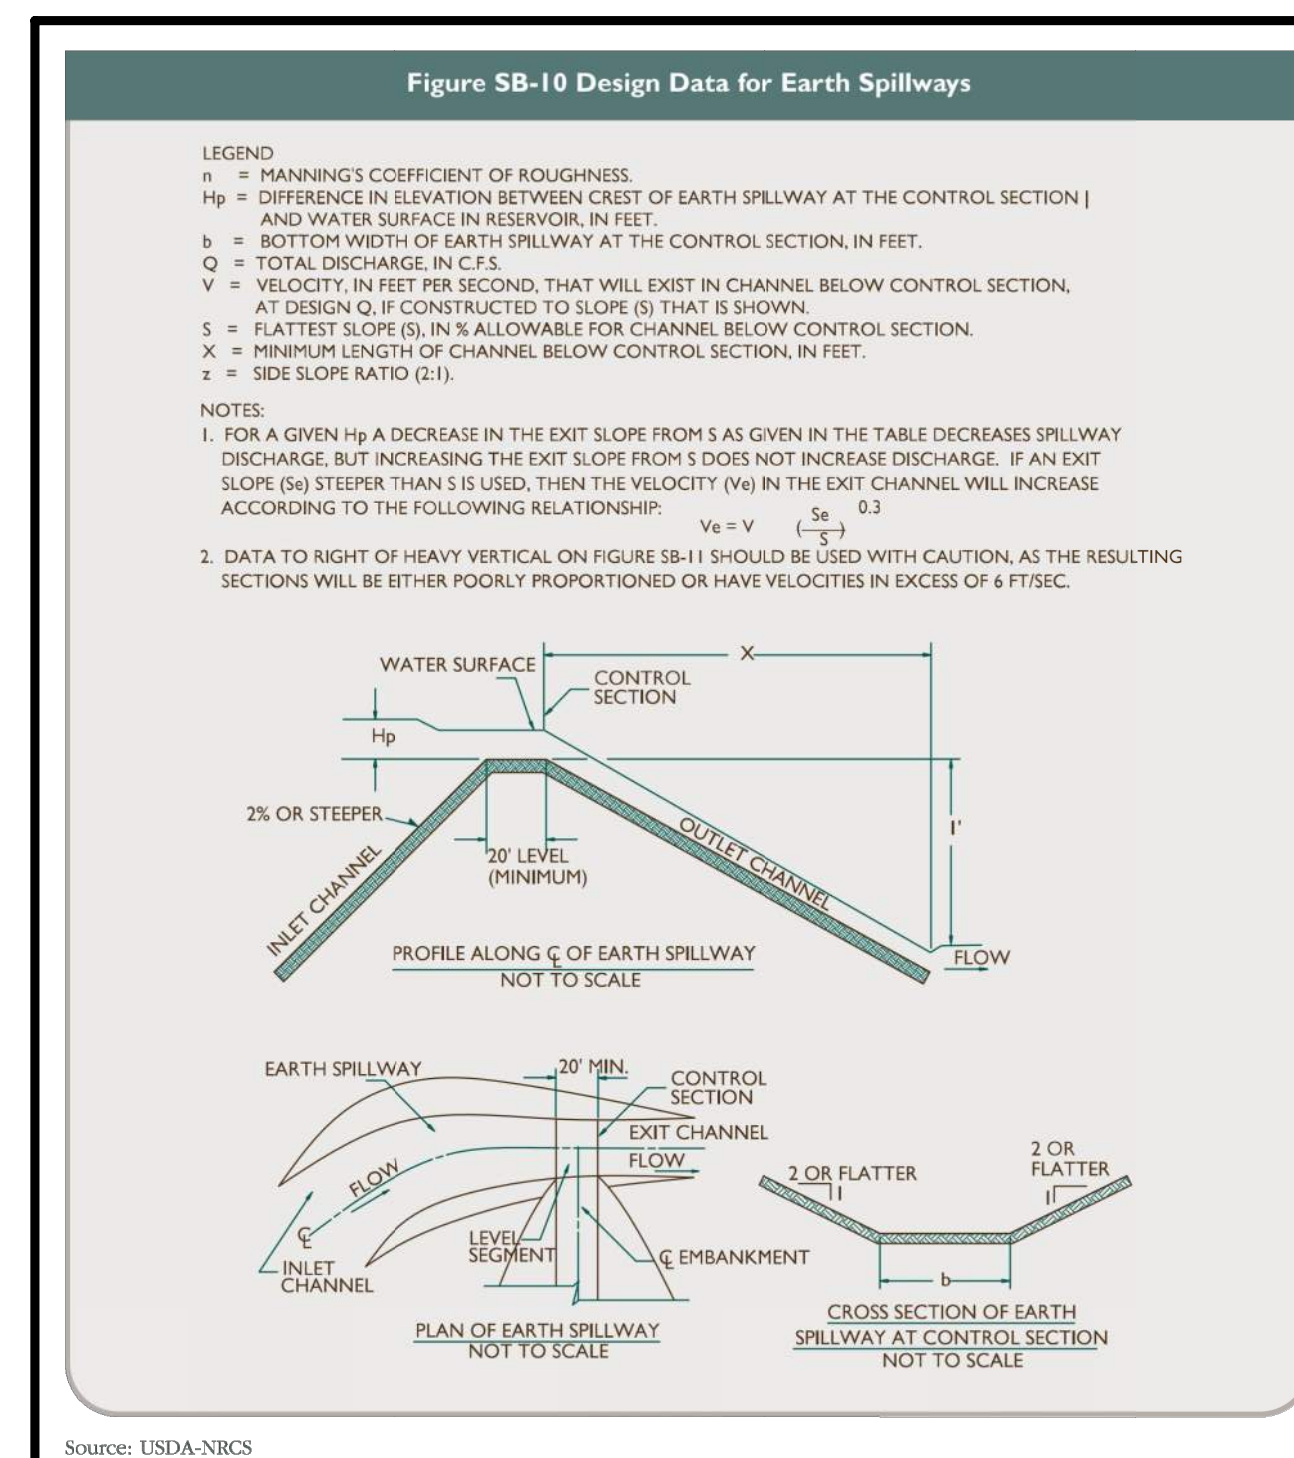 Figure SB-10 Design Data for Earth Spillways
LEGEND
n = MANNING'S COEFFICIENT OF ROUGHNESS.
Hp = DIFFERENCE IN ELEVATION BETWEEN CREST OF EARTH SPILLWAY AT THE CONTROL SECTION |
AND WATER SURFACE IN RESERVOIR, IN FEET.
b = BOTTOM WIDTH OF EARTH SPILLWAY AT THE CONTROL SECTION, IN FEET.
Q = TOTAL DISCHARGE, IN C.F.S.
V = VELOCITY, IN FEET PER SECOND, THAT WILL EXIST IN CHANNEL BELOW CONTROL SECTION,
AT DESIGN Q, IF CONSTRUCTED TO SLOPE (S) THAT IS SHOWN.
S = FLATTEST SLOPE (S), IN % ALLOWABLE FOR CHANNEL BELOW CONTROL SECTION.
X = MINIMUM LENGTH OF CHANNEL BELOW CONTROL SECTION, IN FEET.
z = SIDE SLOPE RATIO (2:1).
NOTES:
1. FOR A GIVEN Hp A DECREASE IN THE EXIT SLOPE FROM S AS GIVEN IN THE TABLE DECREASES SPILLWAY
DISCHARGE, BUT INCREASING THE EXIT SLOPE FROM S DOES NOT INCREASE DISCHARGE. IF AN EXIT
SLOPE (Se) STEEPER THAN S IS USED, THEN THE VELOCITY (Ve) IN THE EXIT CHANNEL WILL INCREASE
ACCORDING TO THE FOLLOWING RELATIONSHIP:
Ve = V (Se/S) 0.3
2. DATA TO RIGHT OF HEAVY VERTICAL ON FIGURE SB-11 SHOULD BE USED WITH CAUTION, AS THE RESULTING
SECTIONS WILL BE EITHER POORLY PROPORTIONED OR HAVE VELOCITIES IN EXCESS OF 6 FT/SEC.
X
WATER SURFACE
CONTROL
SECTION
Hp
2% OR STEEPER
1'
INLET CHANNEL
20' LEVEL
(MINIMUM)
OUTLET CHANNEL
PROFILE ALONG ℄ OF EARTH SPILLWAY
NOT TO SCALE
FLOW
EARTH SPILLWAY
20' MIN.
CONTROL
SECTION
EXIT CHANNEL
FLOW
FLOW
℄
INLET
CHANNEL
LEVEL
SEGMENT
℄ EMBANKMENT
PLAN OF EARTH SPILLWAY
NOT TO SCALE
2 OR FLATTER
1
2 OR
FLATTER
1
b
CROSS SECTION OF EARTH
SPILLWAY AT CONTROL SECTION
NOT TO SCALE
Source: USDA-NRCS